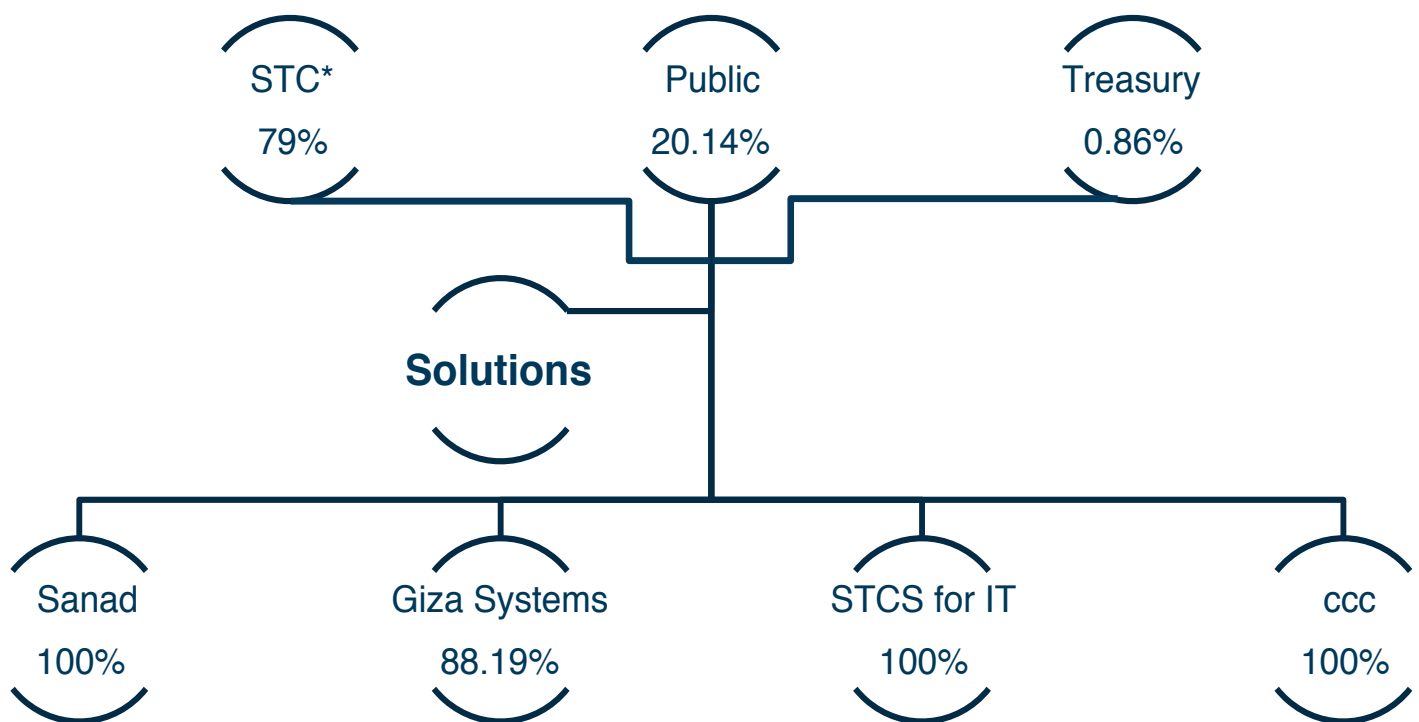 STC*
79%
Public
20.14%
Treasury
0.86%
Solutions
Sanad
100%
Giza Systems
88.19%
STCS for IT
100%
ccc
100%